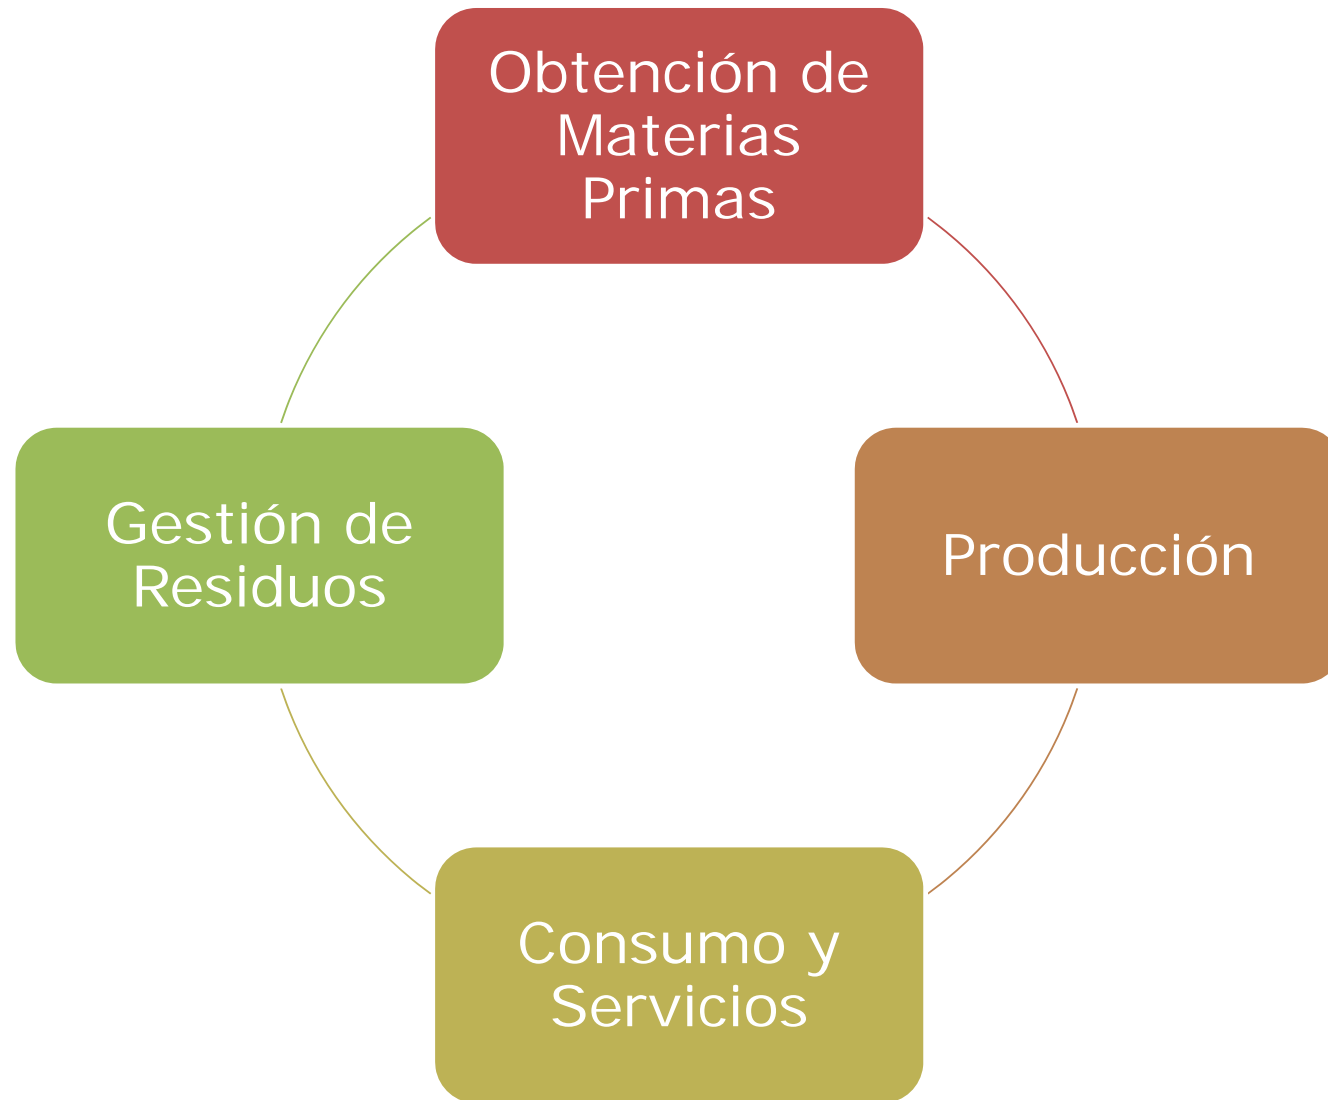 Obtención de
Materias
Primas
Gestión de
Residuos
Producción
Consumo y
Servicios